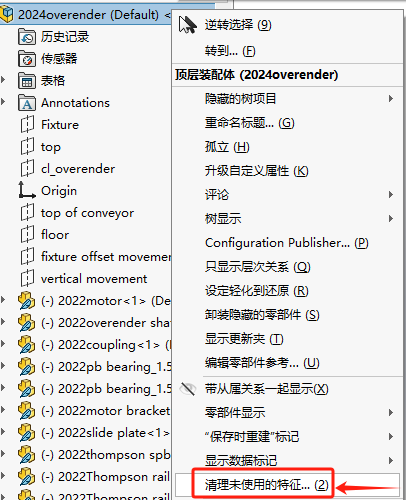 2024overender (Default) <
历史记录
传感器
表格
Annotations
Fixture
top
cl_overender
Origin
top of conveyor
floor
fixture offset movemen
vertical movement
(-) 2022motor<1> (De
(-) 2022overender sha
(-) 2022coupling<1> (
(-) 2022pb bearing_1.5
(-) 2022pb bearing_1.5
(-) 2022motor bracket
(-) 2022slide plate<1>
(-) 2022thompson spb
(-) 2022Thompson rail
(-) 2022Thompson rail
逆转选择 (9)
转到... (F)
顶层装配体 (2024overender)
隐藏的树项目
重命名标题... (G)
孤立 (H)
升级自定义属性 (K)
评论
树显示
Configuration Publisher... (P)
只显示层次关系 (Q)
设定轻化到还原 (R)
卸装隐藏的零部件 (S)
显示更新夹 (T)
编辑零部件参考... (U)
带从属关系一起显示(X)
零部件显示
“保存时重建”标记
显示数据标记
清理未使用的特征... (2)